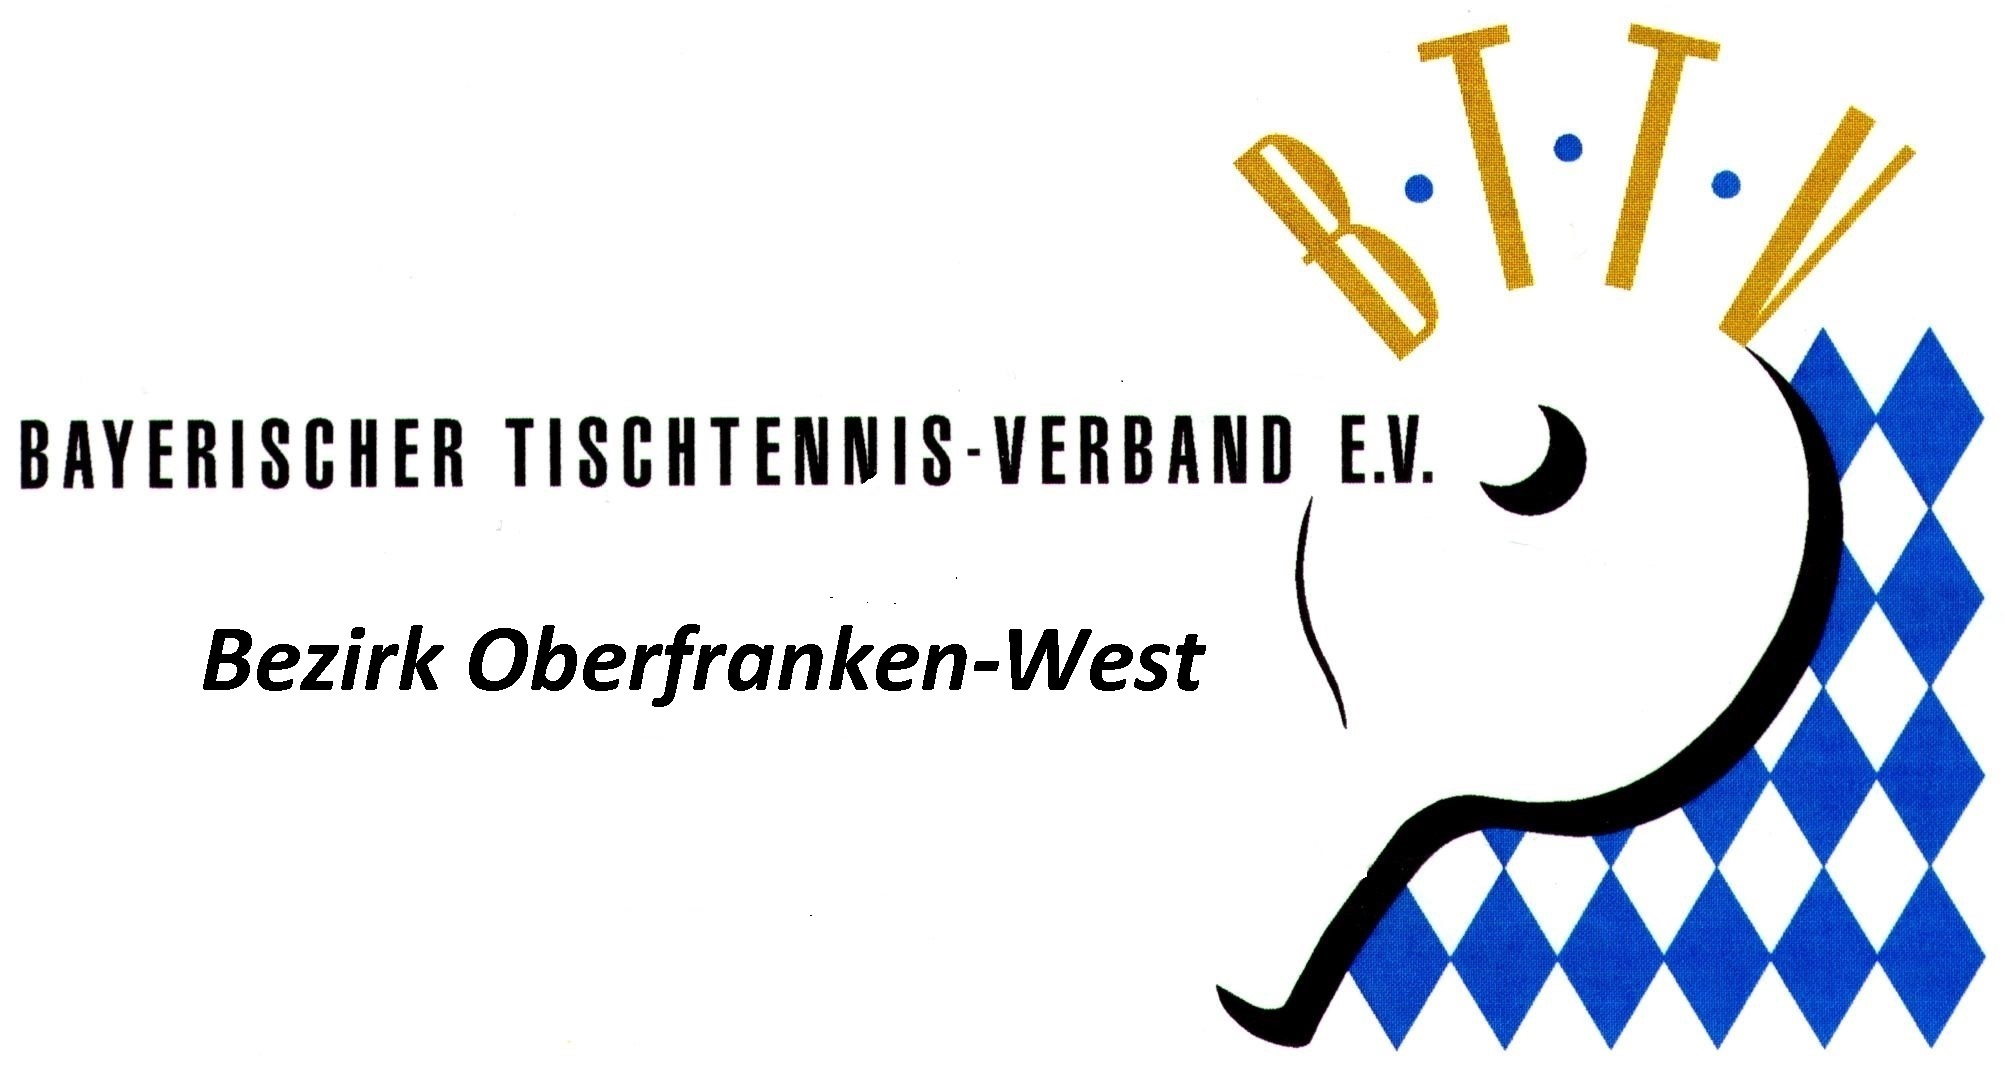 B·T·T·V
BAYERISCHER TISCHTENNIS-VERBAND E.V.
Bezirk Oberfranken-West